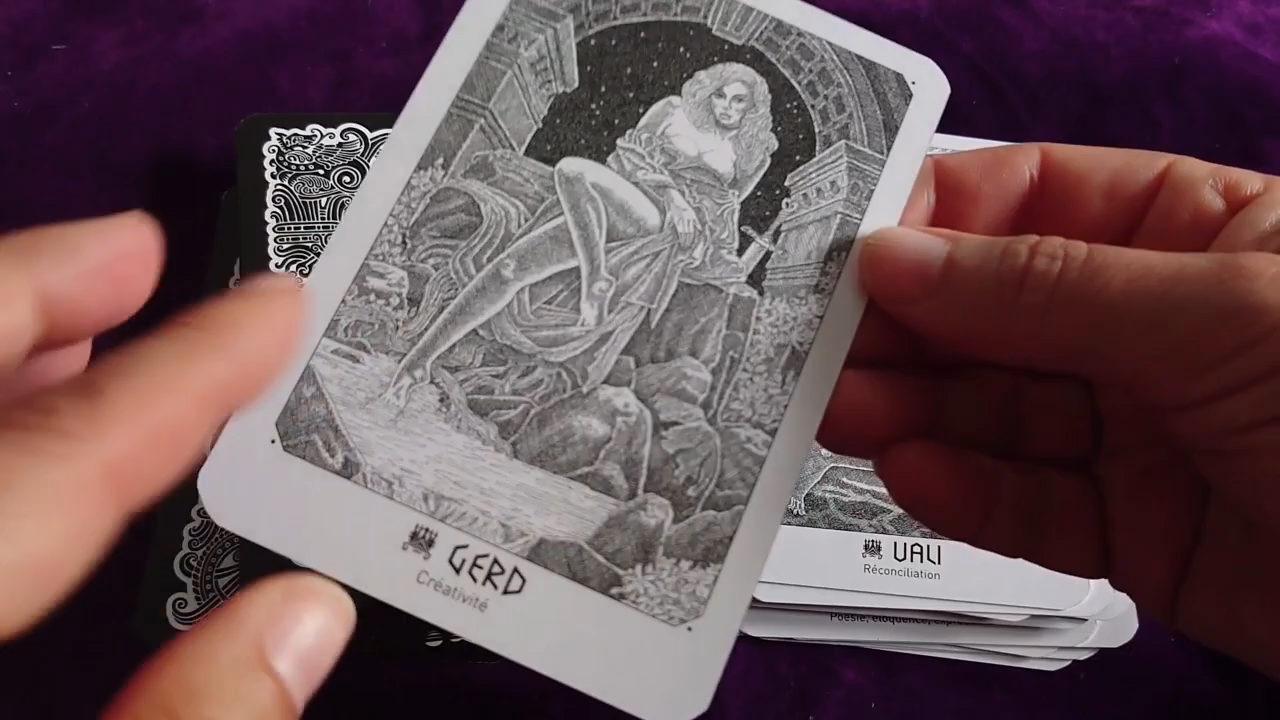 GERD
Créativité
VALI
Réconciliation
Poésie, éloquence,